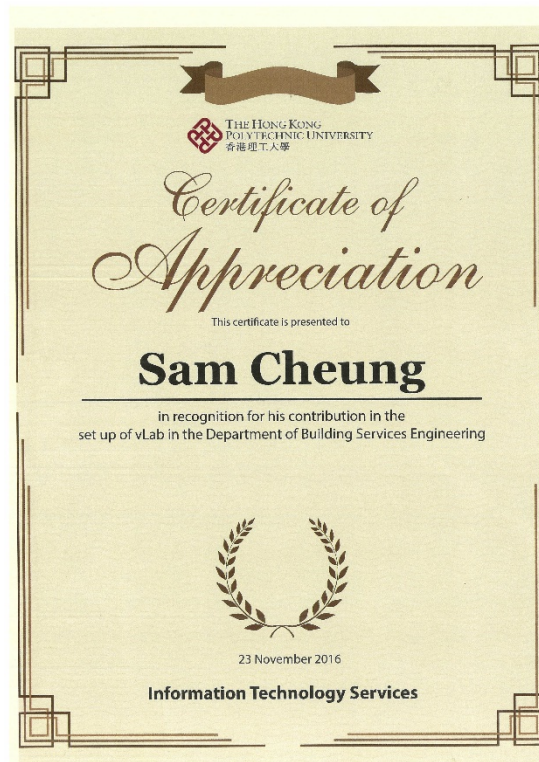 THE HONG KONG
POLYTECHNIC UNIVERSITY
香港理工大學
Certificate of
Appreciation
This certificate is presented to
Sam Cheung
in recognition for his contribution in the
set up of vLab in the Department of Building Services Engineering
23 November 2016
Information Technology Services